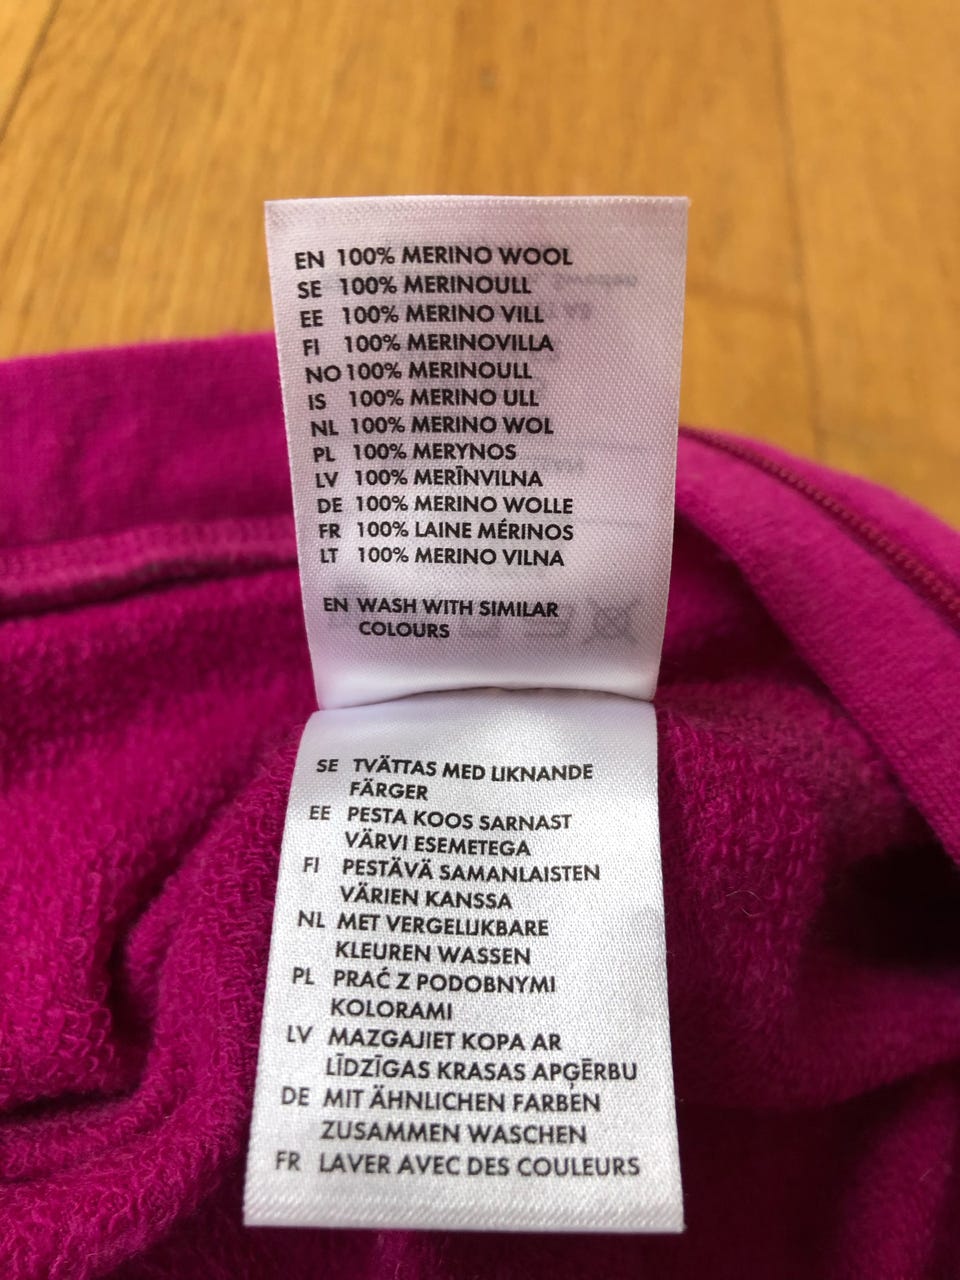 EN 100% MERINO WOOL
SE 100% MERINOULL
EE 100% MERINO VILL
FI 100% MERINOVILLA
NO 100% MERINOULL
IS 100% MERINO ULL
NL 100% MERINO WOL
PL 100% MERYNOS
LV 100% MERĪNVILNA
DE 100% MERINO WOLLE
FR 100% LAINE MÉRINOS
LT 100% MERINO VILNA
EN WASH WITH SIMILAR
COLOURS
SE TVÄTTAS MED LIKNANDE
FÄRGER
EE PESTA KOOS SARNAST
VÄRVI ESEMETEGA
FI PESTÄVÄ SAMANLAISTEN
VÄRIEN KANSSA
NL MET VERGELIJKBARE
KLEUREN WASSEN
PL PRAĆ Z PODOBNYMI
KOLORAMI
LV MAZGAJIET KOPA AR
LĪDZĪGAS KRASAS APĢĒRBU
DE MIT ÄHNLICHEN FARBEN
ZUSAMMEN WASCHEN
FR LAVER AVEC DES COULEURS